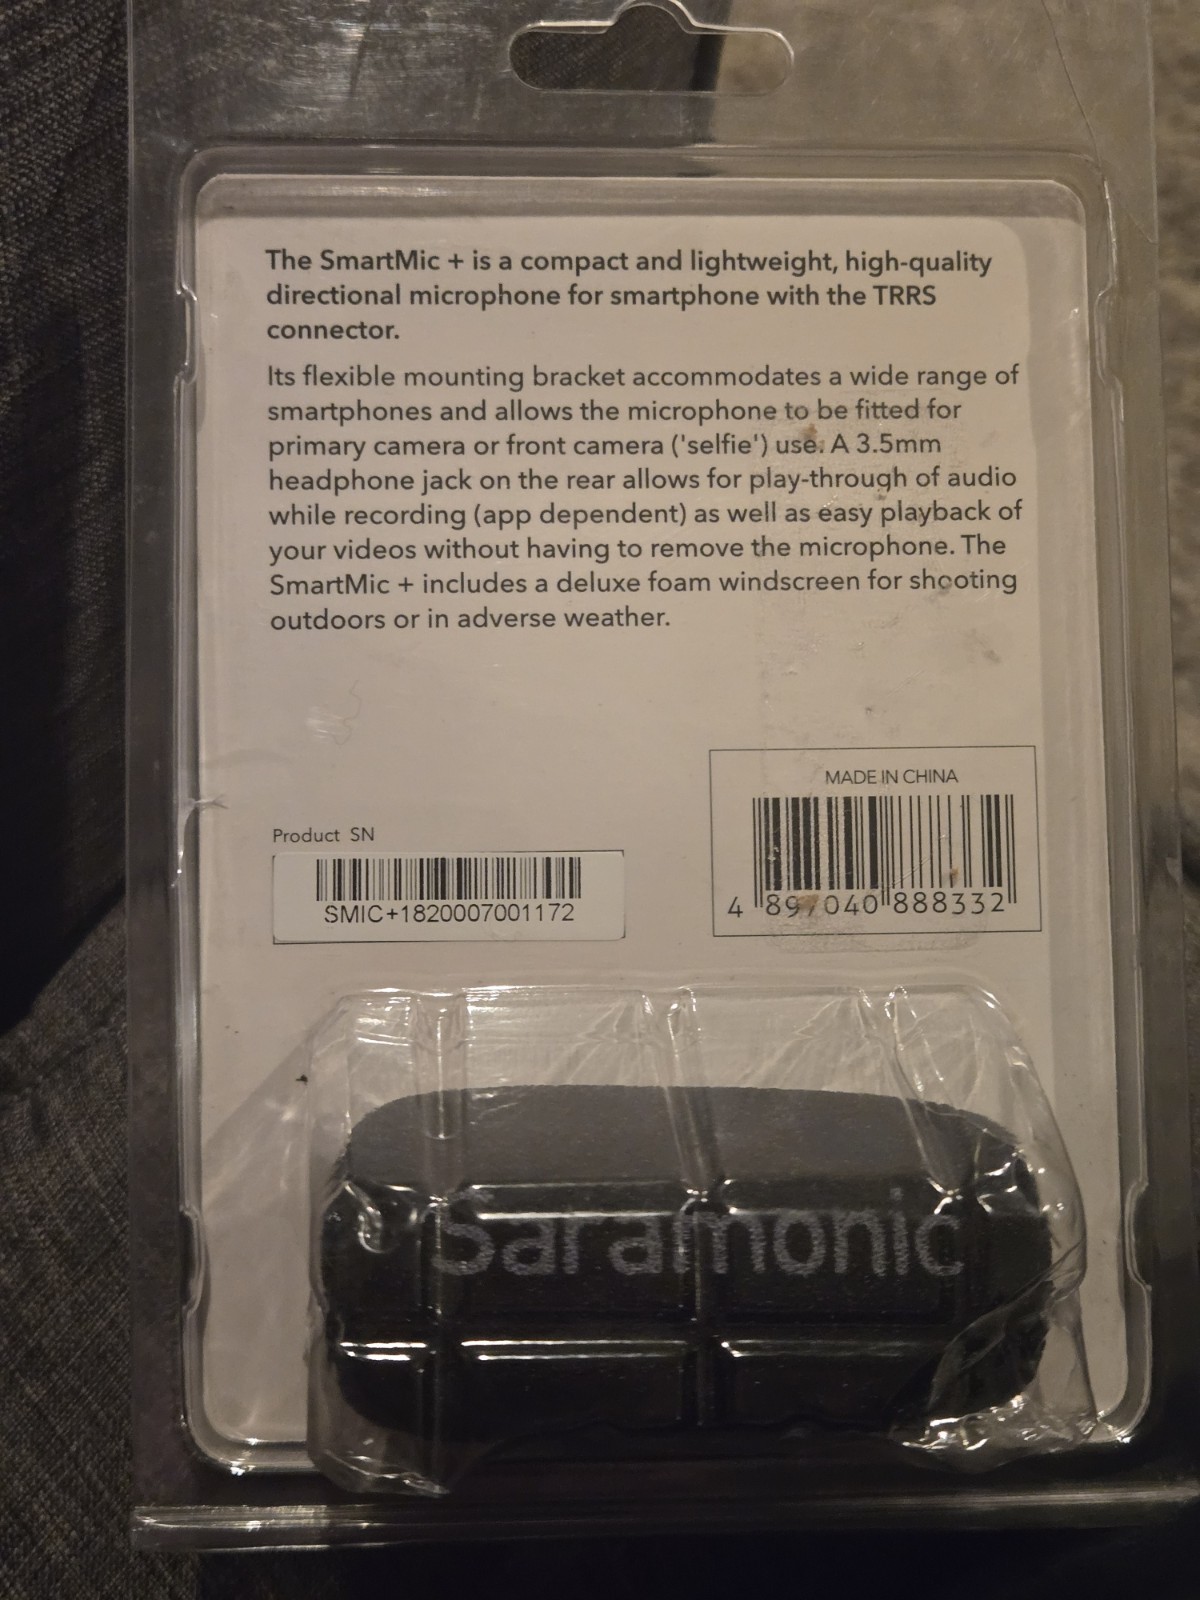 The SmartMic + is a compact and lightweight, high-quality
directional microphone for smartphone with the TRRS
connector.
Its flexible mounting bracket accommodates a wide range of
smartphones and allows the microphone to be fitted for
primary camera or front camera ('selfie') use. A 3.5mm
headphone jack on the rear allows for play-through of audio
while recording (app dependent) as well as easy playback of
your videos without having to remove the microphone. The
SmartMic + includes a deluxe foam windscreen for shooting
outdoors or in adverse weather.
MADE IN CHINA
4 897040 888332
Product SN
SMIC+1820007001172
Saramonic